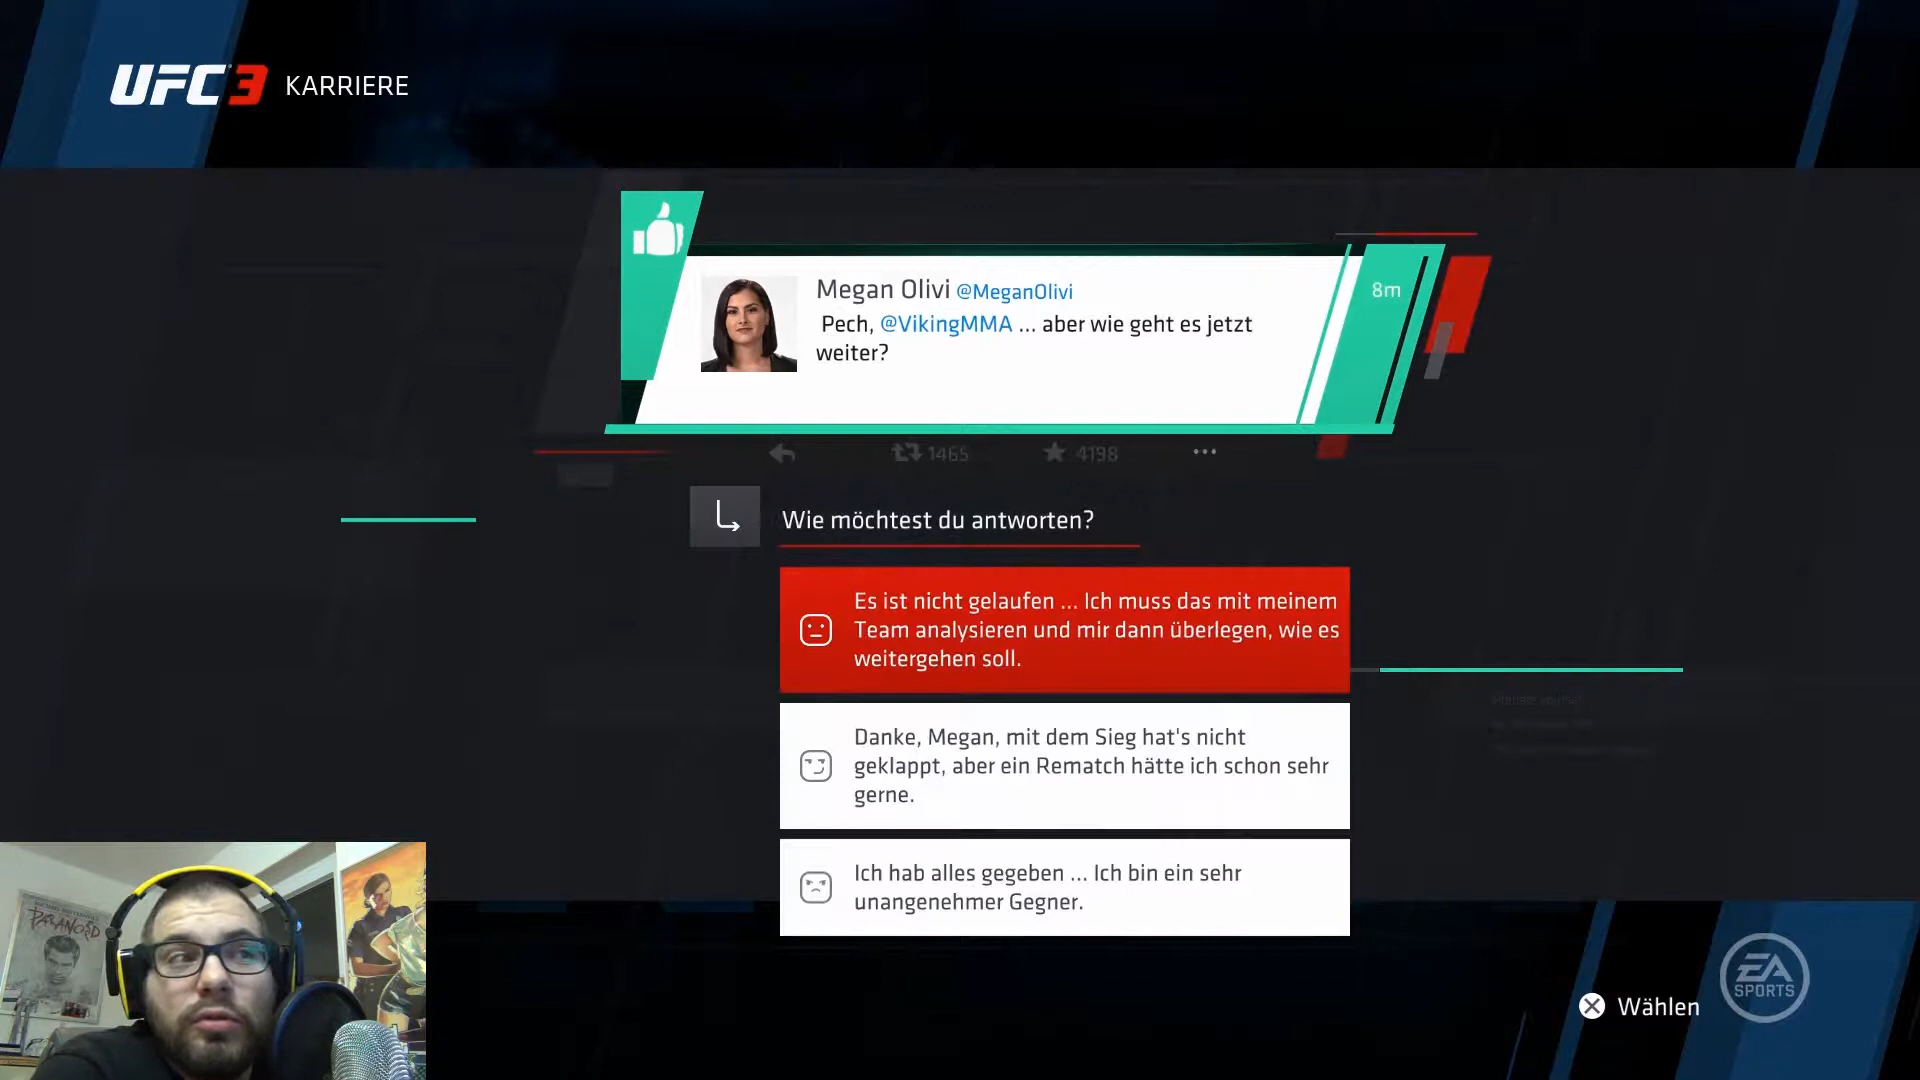 UFC 3 KARRIERE
Megan Olivi @MeganOlivi
8m
Pech, @VikingMMA ... aber wie geht es jetzt
weiter?
1465
4198
Wie möchtest du antworten?
Es ist nicht gelaufen ... Ich muss das mit meinem
Team analysieren und mir dann überlegen, wie es
weitergehen soll.
Danke, Megan, mit dem Sieg hat's nicht
geklappt, aber ein Rematch hätte ich schon sehr
gerne.
Ich hab alles gegeben ... Ich bin ein sehr
unangenehmer Gegner.
PARANOID
Wählen
EA
SPORTS